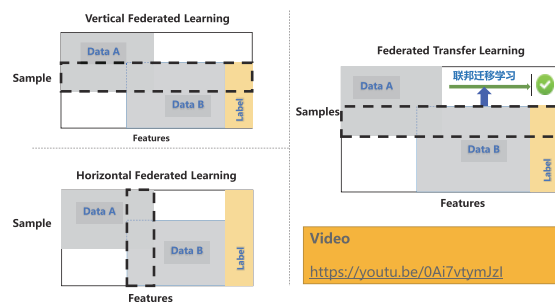 Vertical Federated Learning
Data A
Sample
Data B
Label
Features
Horizontal Federated Learning
Data A
Sample
Data B
Label
Features
Federated Transfer Learning
联邦迁移学习
Data A
Samples
Data B
Label
Features
Video
https://youtu.be/0Ai7vtymJzI